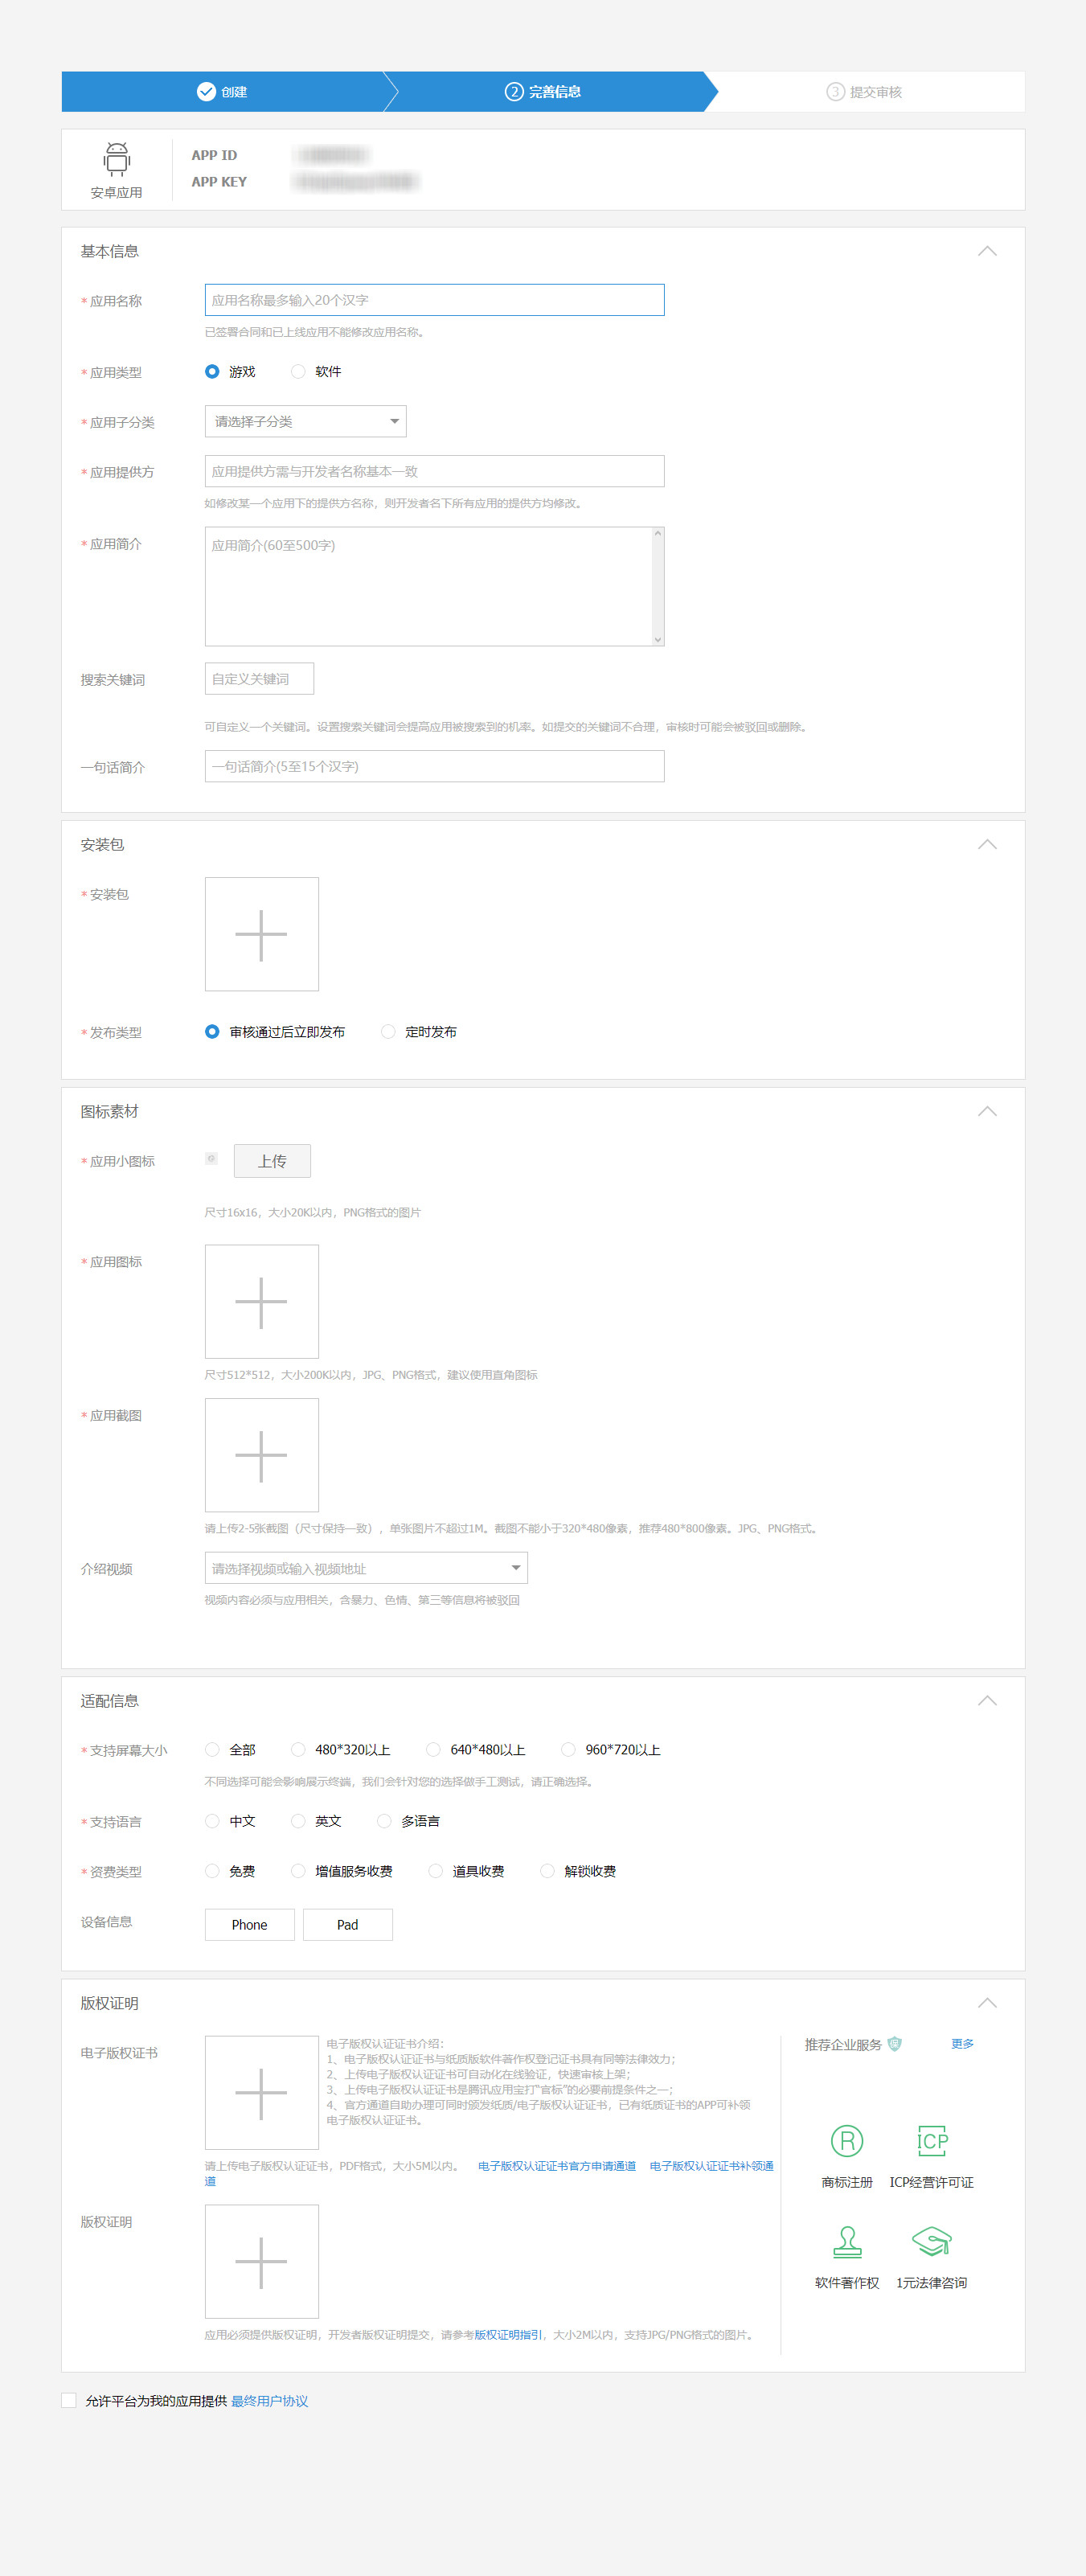 创建
2 完善信息
3 提交审核
安卓应用
APP ID
APP KEY
基本信息
* 应用名称
应用名称最多输入20个汉字
已签署合同和已上线应用不能修改应用名称。
* 应用类型
游戏 软件
* 应用子分类
请选择子分类
* 应用提供方
应用提供方需与开发者名称基本一致
如修改某一个应用下的提供方名称，则开发者名下所有应用的提供方均修改。
* 应用简介
应用简介(60至500字)
搜索关键词
自定义关键词
可自定义一个关键词。设置搜索关键词会提高应用被搜索到的机率。如提交的关键词不合理，审核时可能会被驳回或删除。
一句话简介
一句话简介(5至15个汉字)
安装包
* 安装包
* 发布类型
审核通过后立即发布 定时发布
图标素材
* 应用小图标
上传
尺寸16x16，大小20K以内，PNG格式的图片
* 应用图标
尺寸512*512，大小200K以内，JPG、PNG格式，建议使用直角图标
* 应用截图
请上传2-5张截图（尺寸保持一致），单张图片不超过1M。截图不能小于320*480像素，推荐480*800像素。JPG、PNG格式。
介绍视频
请选择视频或输入视频地址
视频内容必须与应用相关，含暴力、色情、第三等信息将被驳回
适配信息
* 支持屏幕大小
全部 480*320以上 640*480以上 960*720以上
不同选择可能会影响展示终端，我们会针对您的选择做手工测试，请正确选择。
* 支持语言
中文 英文 多语言
* 资费类型
免费 增值服务收费 道具收费 解锁收费
设备信息
Phone Pad
版权证明
电子版权证书
电子版权认证证书介绍：
1、电子版权认证证书与纸质版软件著作权登记证书具有同等法律效力；
2、上传电子版权认证证书可自动化在线验证，快速审核上架；
3、上传电子版权认证证书是腾讯应用宝打“官标”的必要前提条件之一；
4、官方通道自助办理可同时颁发纸质/电子版权认证证书，已有纸质证书的APP可补领
电子版权认证证书。
请上传电子版权认证证书，PDF格式，大小5M以内。 电子版权认证证书官方申请通道 电子版权认证证书补领通
道
版权证明
应用必须提供版权证明，开发者版权证明提交，请参考版权证明指引，大小2M以内，支持JPG/PNG格式的图片。
推荐企业服务
更多
R
ICP
商标注册 ICP经营许可证
软件著作权 1元法律咨询
允许平台为我的应用提供 最终用户协议